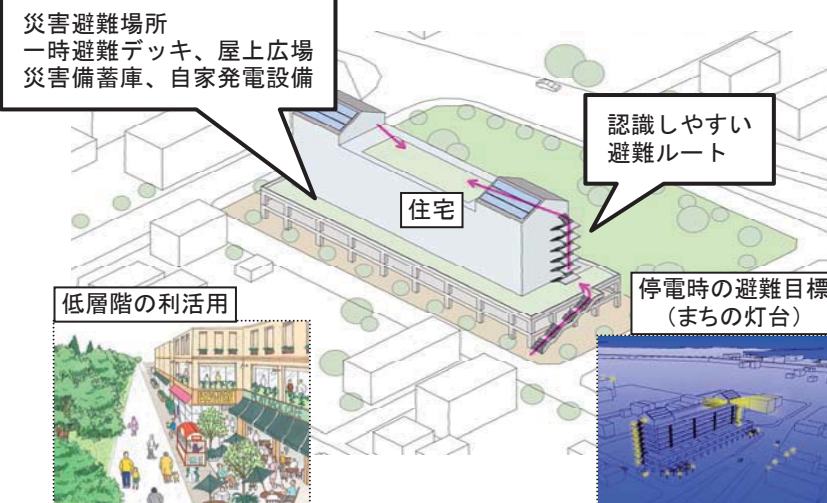 災害避難場所
一時避難デッキ、屋上広場
災害備蓄庫、自家発電設備
認識しやすい
避難ルート
住宅
低層階の利活用
停電時の避難目標
（まちの灯台）